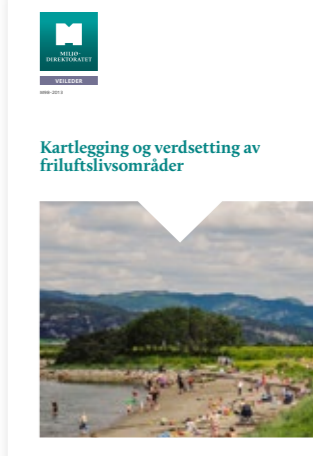 MILJØ-
DIREKTORATET
VEILEDER
M98-2013
Kartlegging og verdsetting av
friluftslivsområder